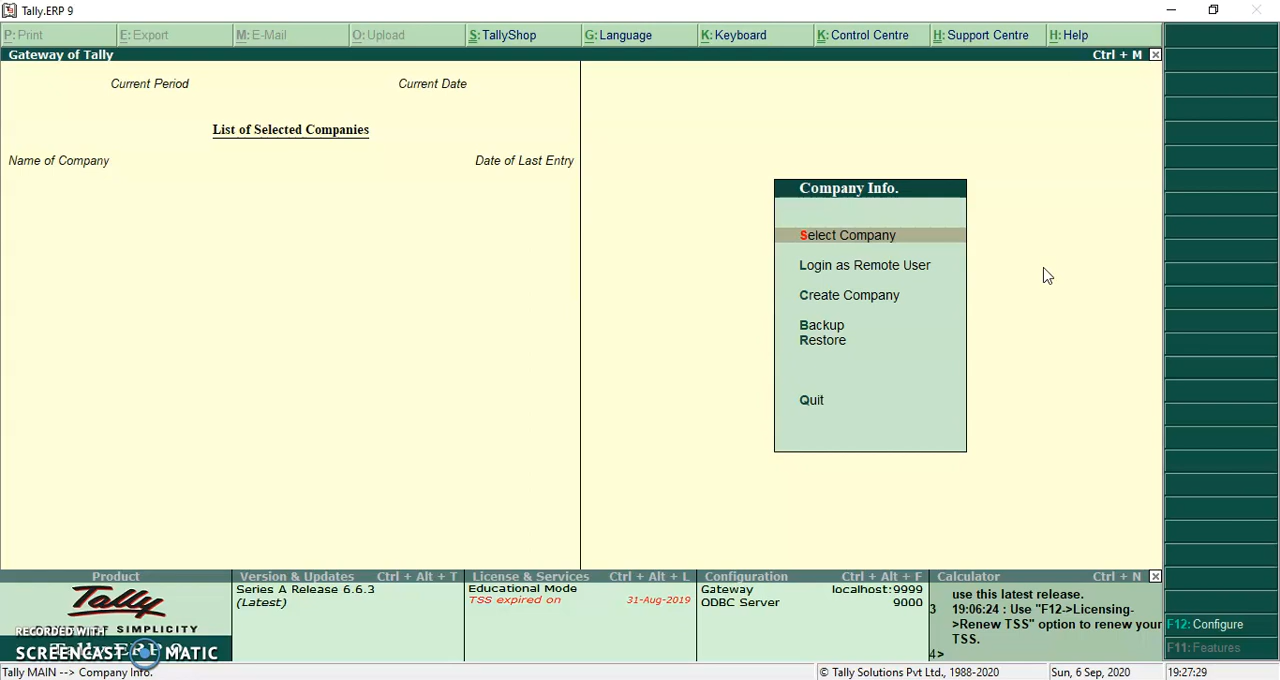 Tally.ERP 9
P: Print E: Export M: E-Mail O: Upload S: TallyShop G: Language K: Keyboard K: Control Centre H: Support Centre H: Help
Gateway of Tally Ctrl + M
Current Period Current Date
List of Selected Companies
Name of Company Date of Last Entry
Company Info.
Select Company
Login as Remote User
Create Company
Backup
Restore
Quit
Product Version & Updates Ctrl + Alt + T License & Services Ctrl + Alt + L Configuration Ctrl + Alt + F Calculator Ctrl + N
Tally
OF SIMPLICITY
Tally.ERP 9
Series A Release 6.6.3
(Latest)
Educational Mode
TSS expired on 31-Aug-2019
Gateway localhost:9999
ODBC Server 9000
use this latest release.
3 19:06:24 : Use "F12->Licensing-
>Renew TSS" option to renew your
TSS.
4>
F12: Configure
F11: Features
RECORDED WITH
SCREENCAST MATIC
Tally MAIN --> Company Info. © Tally Solutions Pvt Ltd., 1988-2020 Sun, 6 Sep, 2020 19:27:29